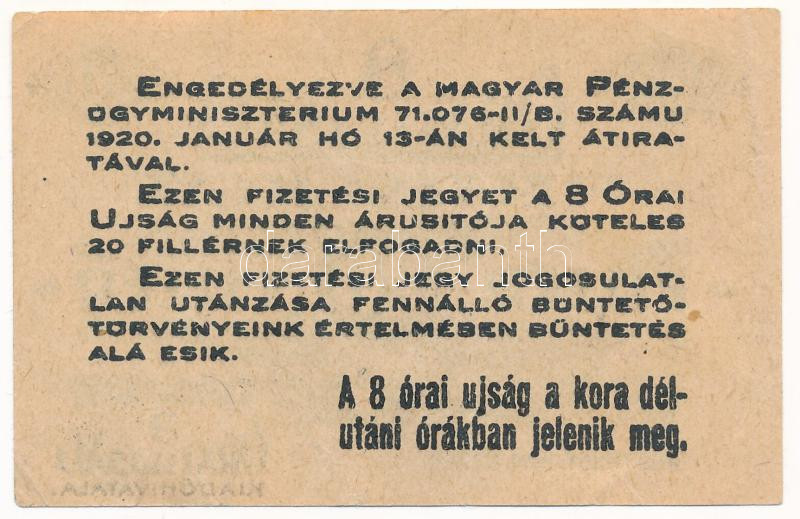 ENGEDÉLYEZVE A MAGYAR PÉNZ-
ÜGYMINISZTERIUM 71.076-II/B. SZÁMU
1920. JANUÁR HÓ 13-ÁN KELT ÁTIRA-
TÁVAL.
EZEN FIZETÉSI JEGYET A 8 ÓRAI
UJSÁG MINDEN ÁRUSITÓJA KÖTELES
20 FILLÉRNEK ELFOGADNI.
EZEN FIZETÉSI JEGY JOGOSULAT-
LAN UTÁNZÁSA FENNÁLLÓ BÜNTETŐ-
TÖRVÉNYEINK ÉRTELMÉBEN BÜNTETÉS
ALÁ ESIK.
A 8 órai ujság a kora dél-
utáni órákban jelenik meg.
KIADÓHIVATALA.
darabanth